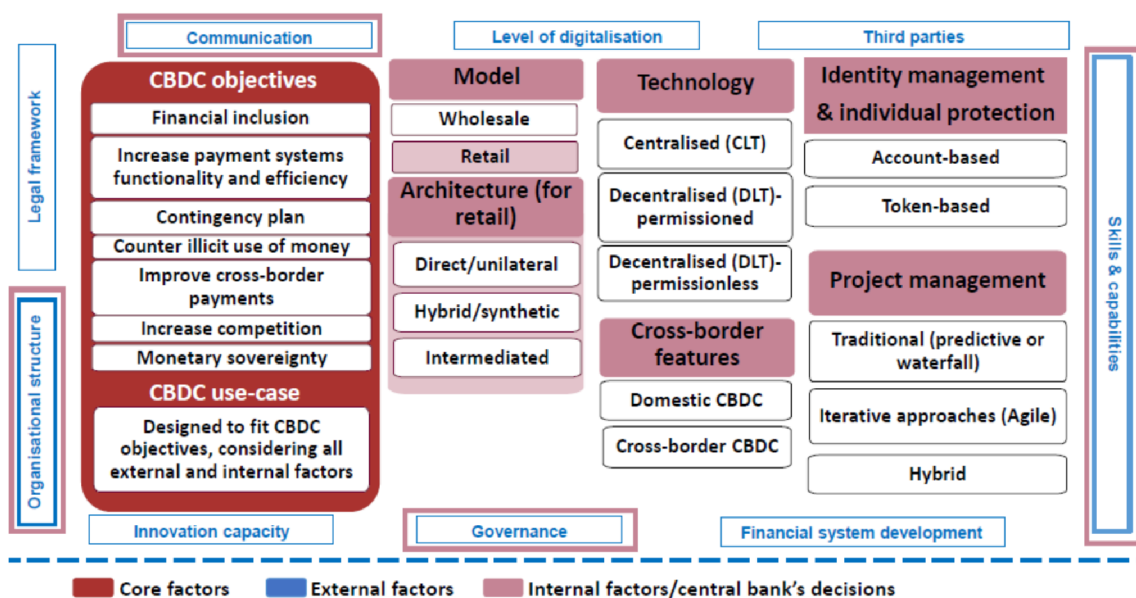 Communication
Level of digitalisation
Third parties
Legal framework
Organisational structure
CBDC objectives
Financial inclusion
Increase payment systems
functionality and efficiency
Contingency plan
Counter illicit use of money
Improve cross-border
payments
Increase competition
Monetary sovereignty
CBDC use-case
Designed to fit CBDC
objectives, considering all
external and internal factors
Model
Wholesale
Retail
Architecture (for
retail)
Direct/unilateral
Hybrid/synthetic
Intermediated
Technology
Centralised (CLT)
Decentralised (DLT)-
permissioned
Decentralised (DLT)-
permissionless
Cross-border
features
Domestic CBDC
Cross-border CBDC
Identity management
& individual protection
Account-based
Token-based
Project management
Traditional (predictive or
waterfall)
Iterative approaches (Agile)
Hybrid
Skills & capabilities
Innovation capacity
Governance
Financial system development
Core factors
External factors
Internal factors/central bank's decisions